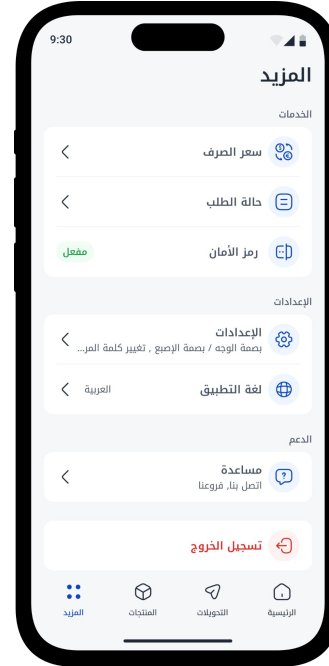 9:30
المزيد
الخدمات
سعر الصرف
حالة الطلب
رمز الأمان
مفعل
الإعدادات
الإعدادات
بصمة الوجه / بصمة الإصبع , تغيير كلمة المر...
لغة التطبيق
العربية
الدعم
مساعدة
اتصل بنا, فروعنا
تسجيل الخروج
الرئيسية
التحويلات
المنتجات
المزيد